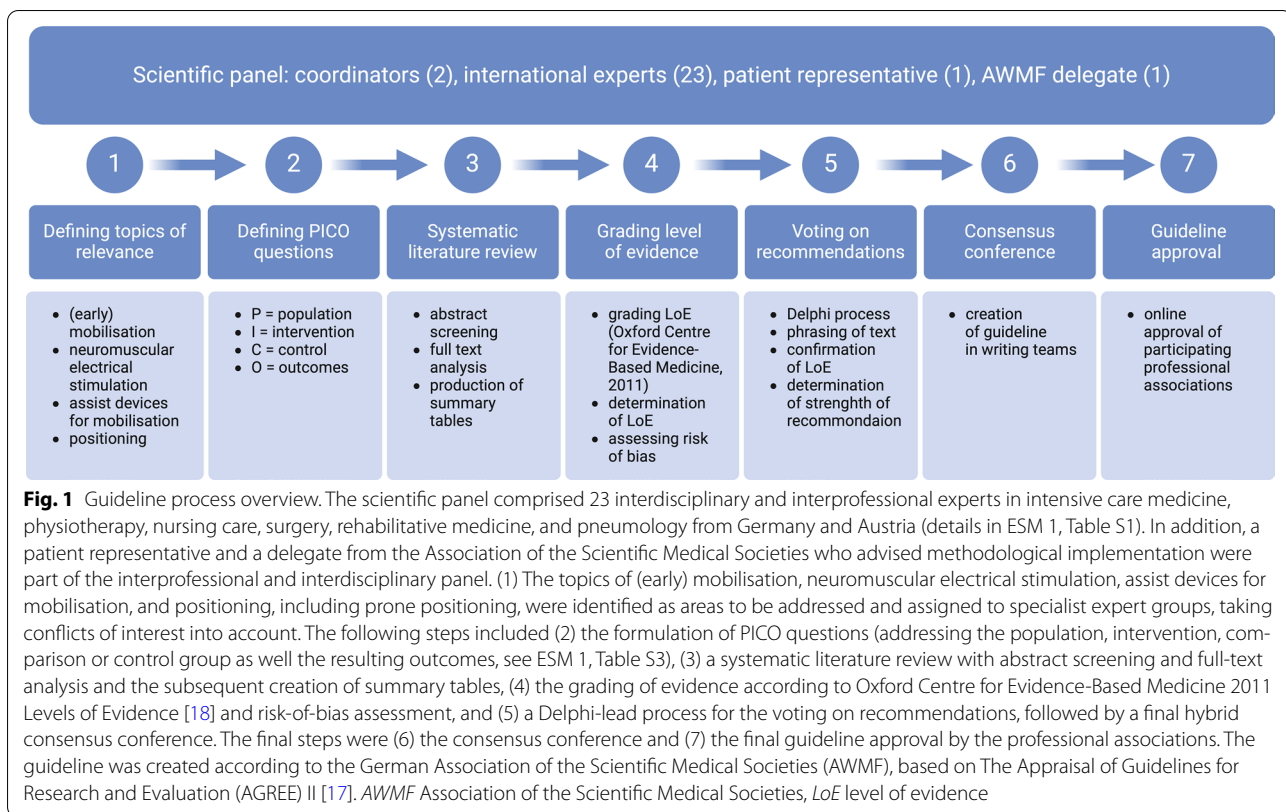 Scientific panel: coordinators (2), international experts (23), patient representative (1), AWMF delegate (1)
1
2
3
4
5
6
7
Defining topics of
relevance
Defining PICO
questions
Systematic
literature review
Grading level
of evidence
Voting on
recommendations
Consensus
conference
Guideline
approval
• (early)
mobilisation
• neuromuscular
electrical
stimulation
• assist devices
for mobilisation
• positioning
• P = population
• I = intervention
• C = control
• O = outcomes
• abstract
screening
• full text
analysis
• production of
summary
tables
• grading LoE
(Oxford Centre
for Evidence-
Based Medicine,
2011)
• determination
of LoE
• assessing risk
of bias
• Delphi process
• phrasing of text
• confirmation
of LoE
• determination
of strenghth of
recommondaion
• creation
of guideline
in writing teams
• online
approval of
participating
professional
associations
Fig. 1 Guideline process overview. The scientific panel comprised 23 interdisciplinary and interprofessional experts in intensive care medicine,
physiotherapy, nursing care, surgery, rehabilitative medicine, and pneumology from Germany and Austria (details in ESM 1, Table S1). In addition, a
patient representative and a delegate from the Association of the Scientific Medical Societies who advised methodological implementation were
part of the interprofessional and interdisciplinary panel. (1) The topics of (early) mobilisation, neuromuscular electrical stimulation, assist devices for
mobilisation, and positioning, including prone positioning, were identified as areas to be addressed and assigned to specialist expert groups, taking
conflicts of interest into account. The following steps included (2) the formulation of PICO questions (addressing the population, intervention, com-
parison or control group as well the resulting outcomes, see ESM 1, Table S3), (3) a systematic literature review with abstract screening and full-text
analysis and the subsequent creation of summary tables, (4) the grading of evidence according to Oxford Centre for Evidence-Based Medicine 2011
Levels of Evidence [18] and risk-of-bias assessment, and (5) a Delphi-lead process for the voting on recommendations, followed by a final hybrid
consensus conference. The final steps were (6) the consensus conference and (7) the final guideline approval by the professional associations. The
guideline was created according to the German Association of the Scientific Medical Societies (AWMF), based on The Appraisal of Guidelines for
Research and Evaluation (AGREE) II [17]. AWMF Association of the Scientific Medical Societies, LoE level of evidence